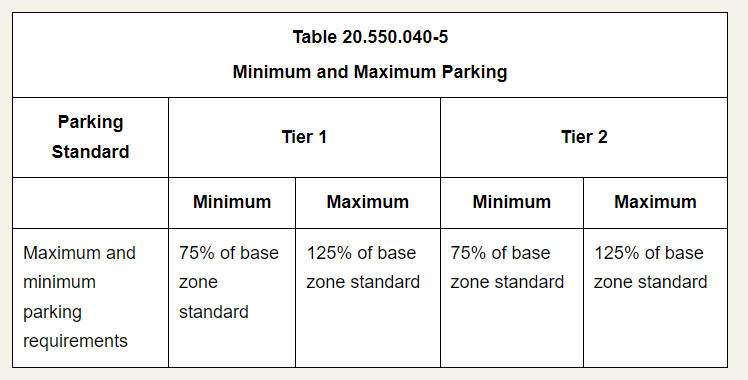 Table 20.550.040-5
Minimum and Maximum Parking
Parking
Standard
Tier 1
Tier 2
Minimum
Maximum
Minimum
Maximum
Maximum and
minimum
parking
requirements
75% of base
zone
standard
125% of base
zone standard
75% of base
zone standard
125% of base
zone standard